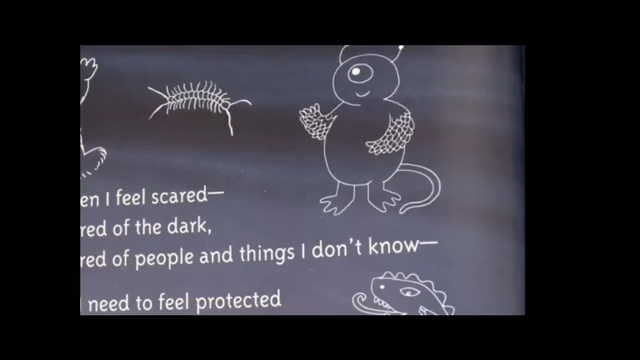 en I feel scared—
red of the dark,
red of people and things I don't know—
need to feel protected